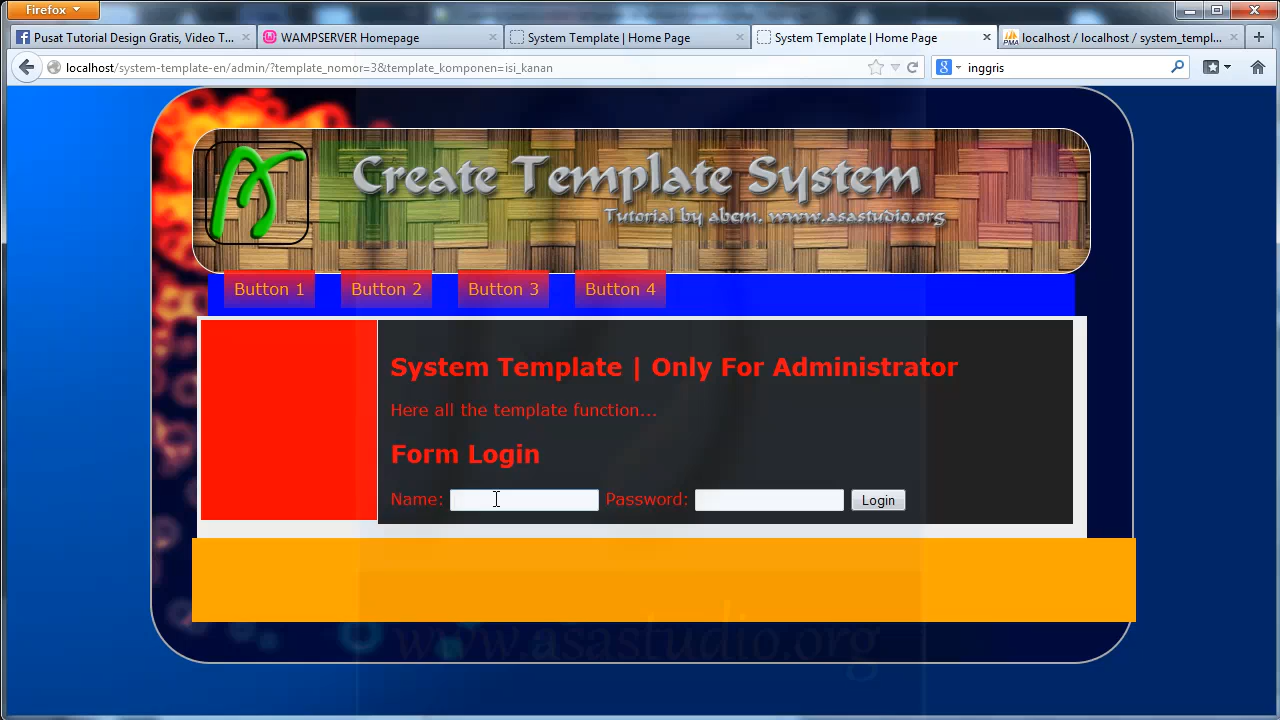 Firefox
Pusat Tutorial Design Gratis, Video T...
WAMPSERVER Homepage
System Template | Home Page
System Template | Home Page
PMA
localhost / localhost / system_templ...
localhost/system-template-en/admin/?template_nomor=3&template_komponen=isi_kanan
inggris
Create Template System
Tutorial by abcm. www.asastudio.org
Button 1
Button 2
Button 3
Button 4
System Template | Only For Administrator
Here all the template function...
Form Login
Name:
Password:
Login
www.asastudio.org